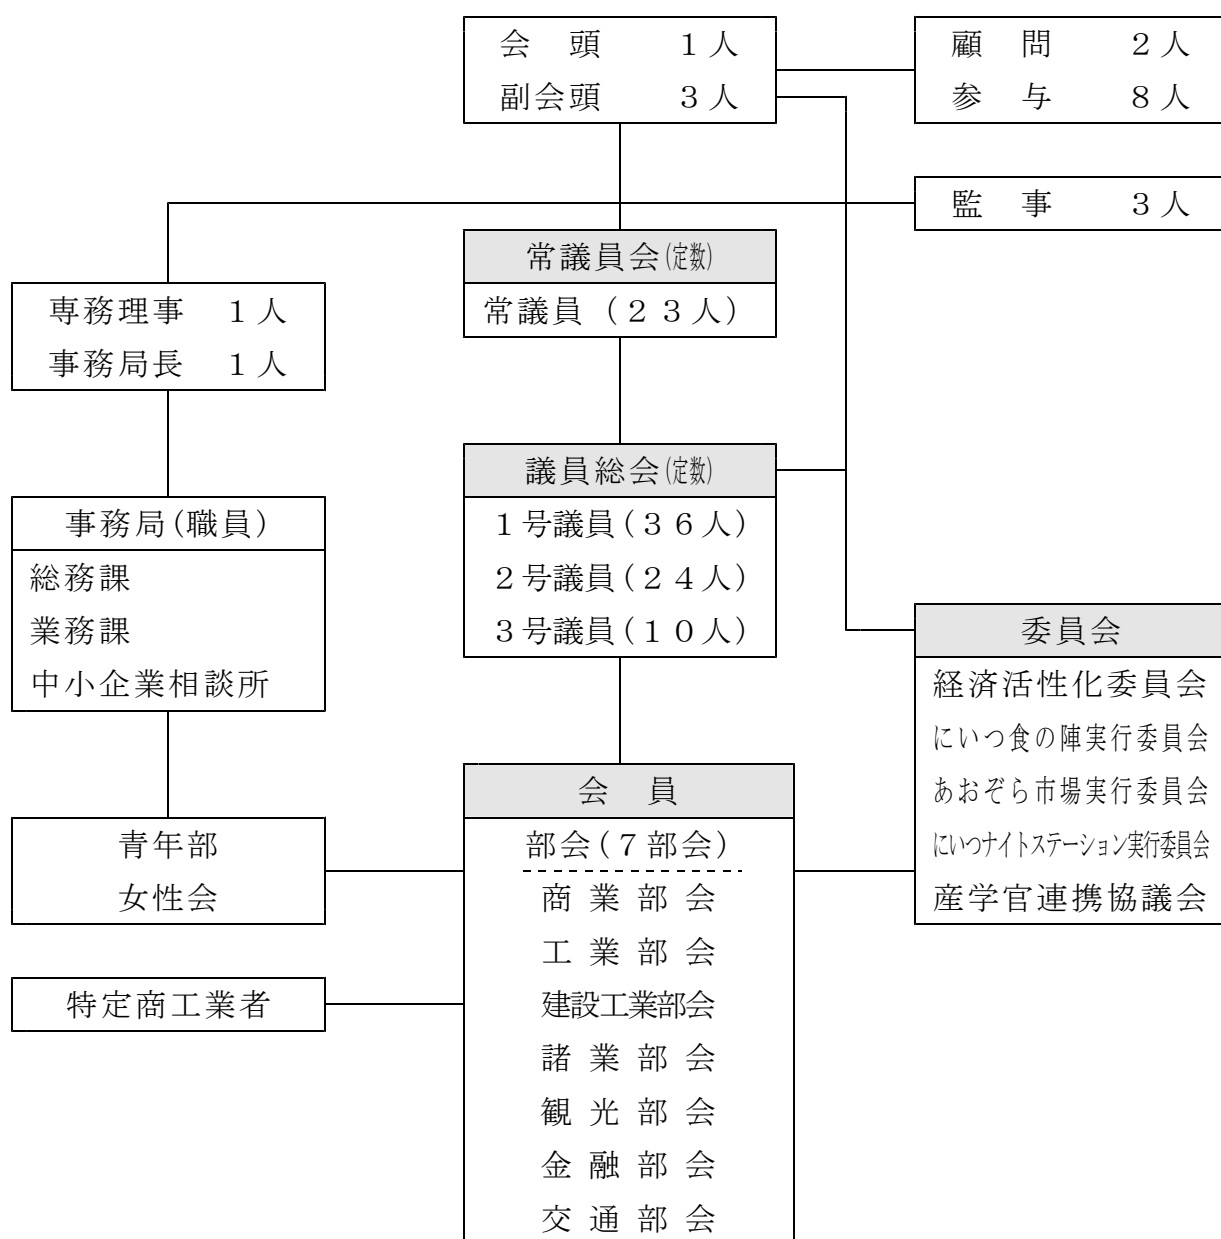 会　頭　　１人
副会頭　　３人
顧　問　　２人
参　与　　８人
監　事　　３人
常議員会(定数)
常議員（２３人）
専務理事　１人
事務局長　１人
議員総会(定数)
１号議員(３６人)
２号議員(２４人)
３号議員(１０人)
事務局(職員)
総務課
業務課
中小企業相談所
委員会
経済活性化委員会
にいつ食の陣実行委員会
あおぞら市場実行委員会
にいつナイトステーション実行委員会
産学官連携協議会
会　員
部会(７部会)
商業部会
工業部会
建設工業部会
諸業部会
観光部会
金融部会
交通部会
青年部
女性会
特定商工業者